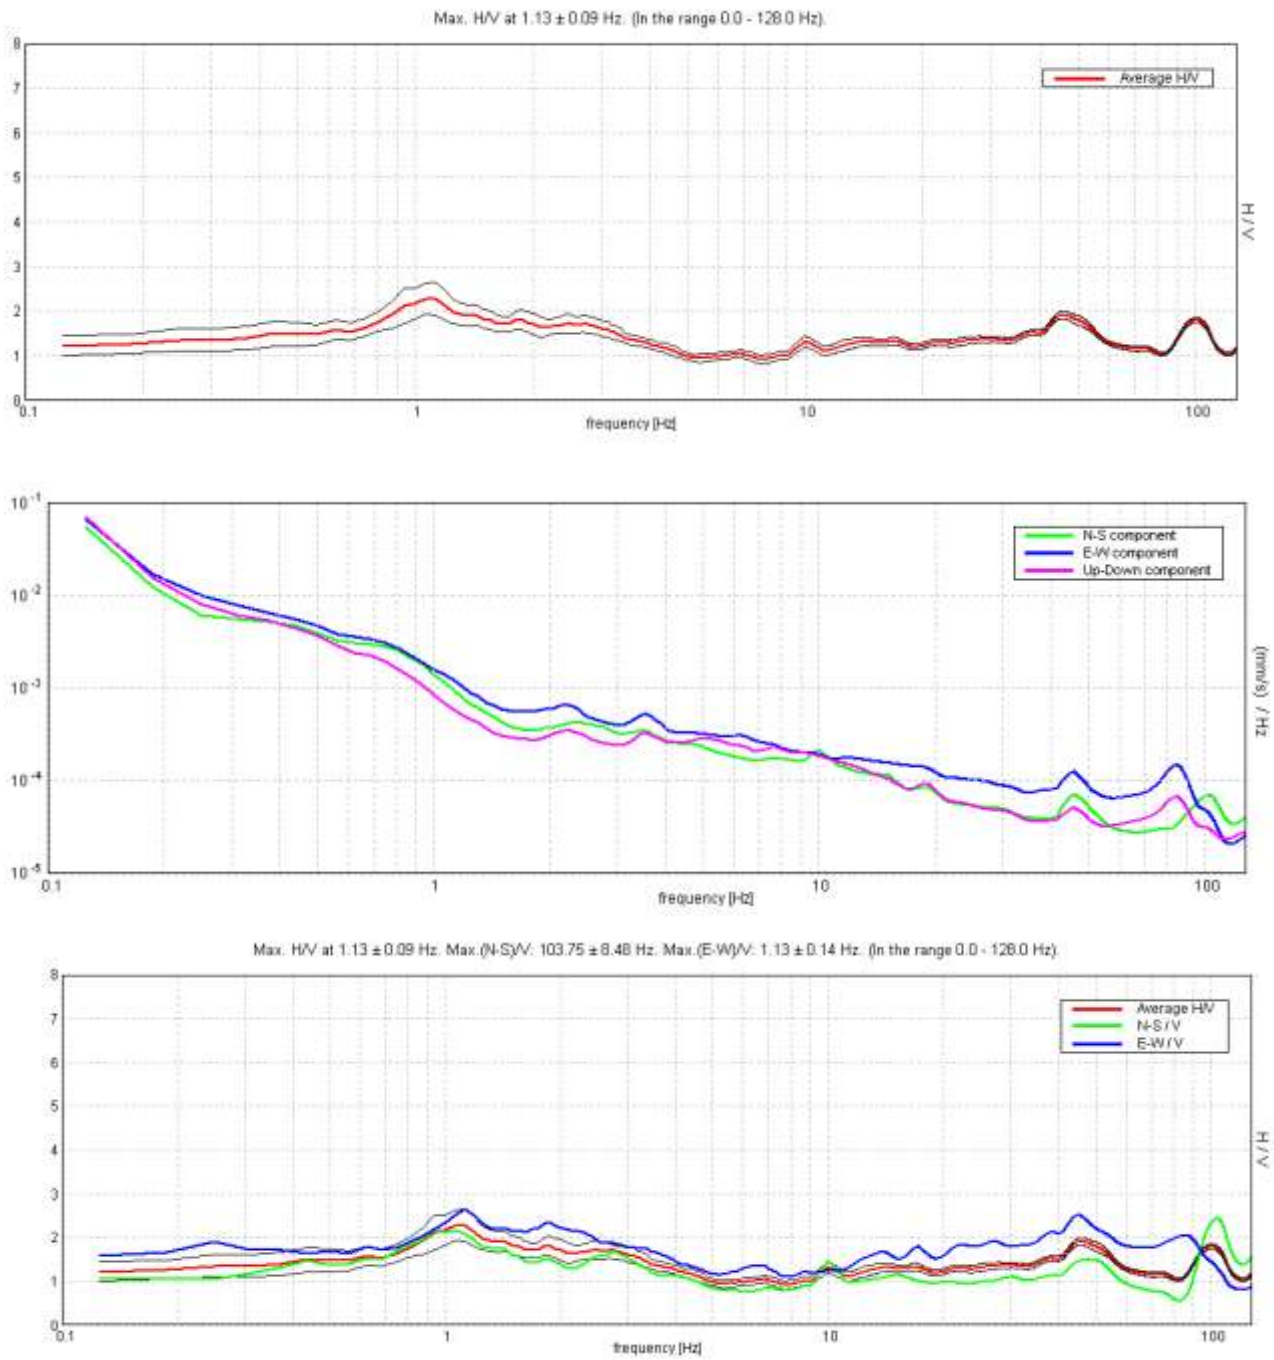 Max. H/V at 1.13 ± 0.09 Hz. (In the range 0.0 - 128.0 Hz).
8
7
6
5
4
3
2
1
0
Average H/V
H / V
0.1
1
10
100
frequency [Hz]
10⁻¹
10⁻²
10⁻³
10⁻⁴
10⁻⁵
N-S component
E-W component
Up-Down component
(mm/s) / Hz
0.1
1
10
100
frequency [Hz]
Max. H/V at 1.13 ± 0.09 Hz. Max.(N-S)/V: 103.75 ± 8.48 Hz. Max.(E-W)/V: 1.13 ± 0.14 Hz. (In the range 0.0 - 128.0 Hz).
8
7
6
5
4
3
2
1
0
Average H/V
N-S / V
E-W / V
H / V
0.1
1
10
100
frequency [Hz]